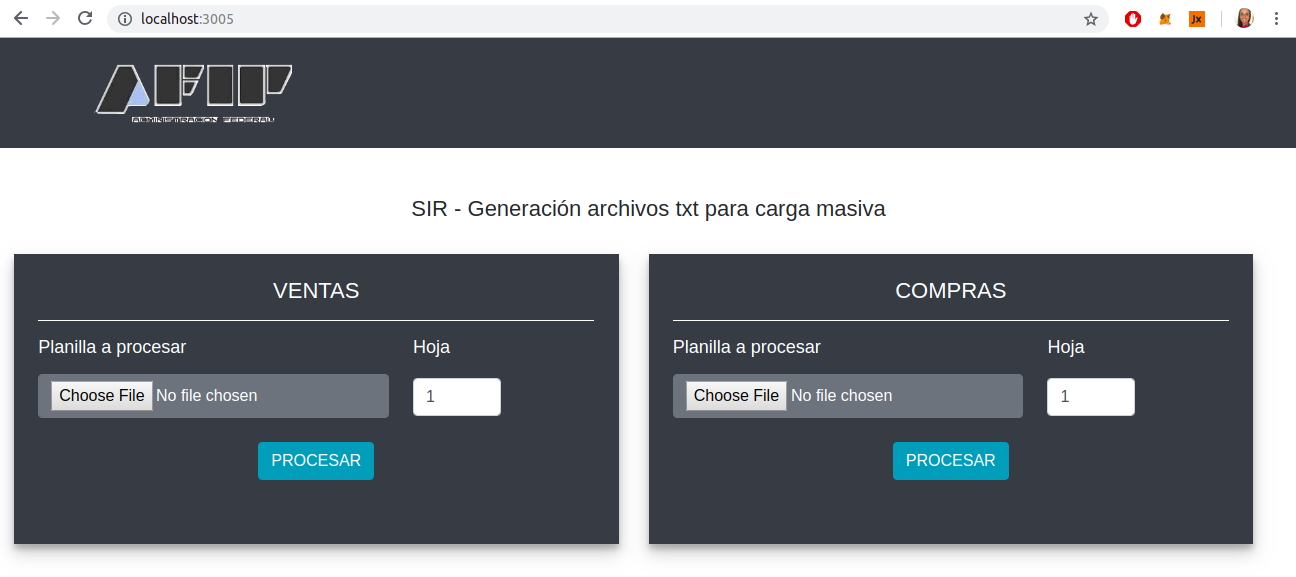 localhost:3005
Jx
AFIP
ADMINISTRACION FEDERAL
SIR - Generación archivos txt para carga masiva
VENTAS
Planilla a procesar
Hoja
Choose File No file chosen
1
PROCESAR
COMPRAS
Planilla a procesar
Hoja
Choose File No file chosen
1
PROCESAR